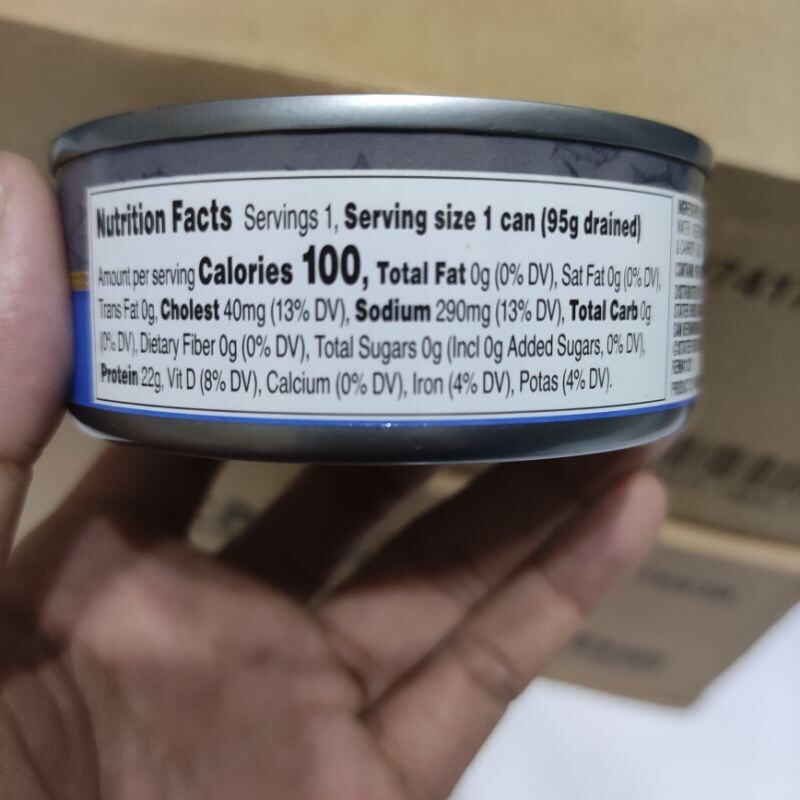 Nutrition Facts Servings 1, Serving size 1 can (95g drained)
Amount per serving Calories 100, Total Fat 0g (0% DV), Sat Fat 0g (0% DV),
Trans Fat 0g, Cholest 40mg (13% DV), Sodium 290mg (13% DV), Total Carb 0g
(0% DV), Dietary Fiber 0g (0% DV), Total Sugars 0g (Incl 0g Added Sugars, 0% DV),
Protein 22g, Vit D (8% DV), Calcium (0% DV), Iron (4% DV), Potas (4% DV).
& CARROT